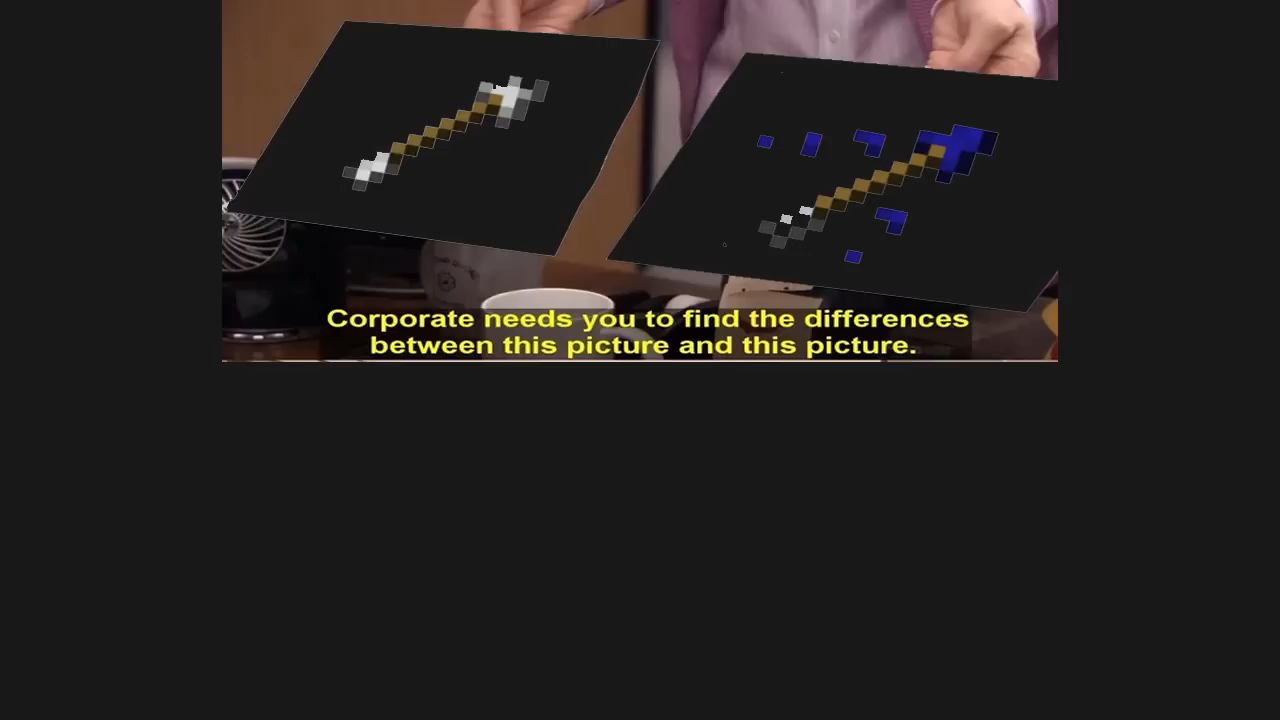 Corporate needs you to find the differences
between this picture and this picture.